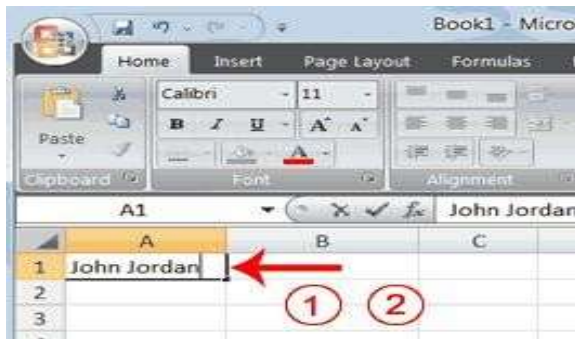 Book1 - Micro
Home Insert Page Layout Formulas
Calibri 11
Paste B I U A A
A
Clipboard Font Alignment
A1 fx John Jordan
A B C
1 John Jordan
2 1 2
3